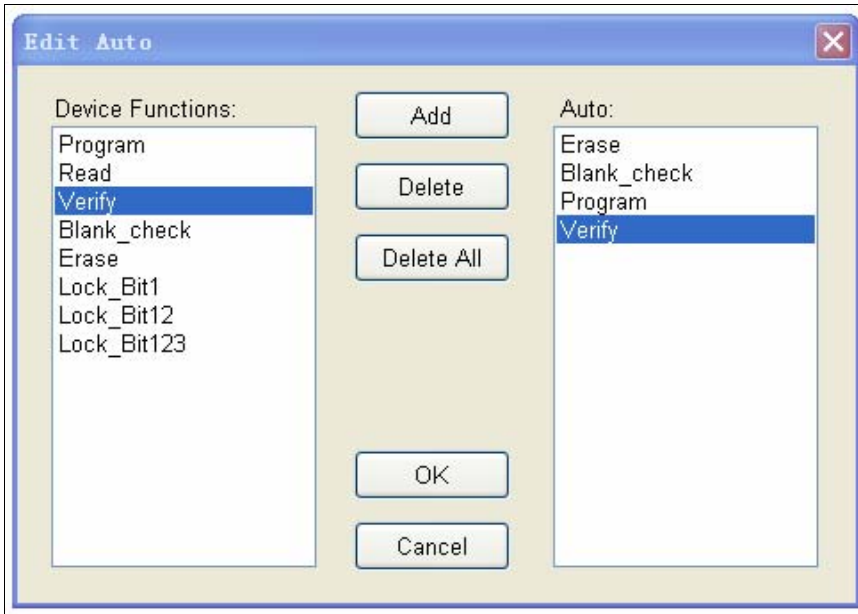 Edit Auto
Device Functions:
Program
Read
Verify
Blank_check
Erase
Lock_Bit1
Lock_Bit12
Lock_Bit123
Add
Delete
Delete All
OK
Cancel
Auto:
Erase
Blank_check
Program
Verify